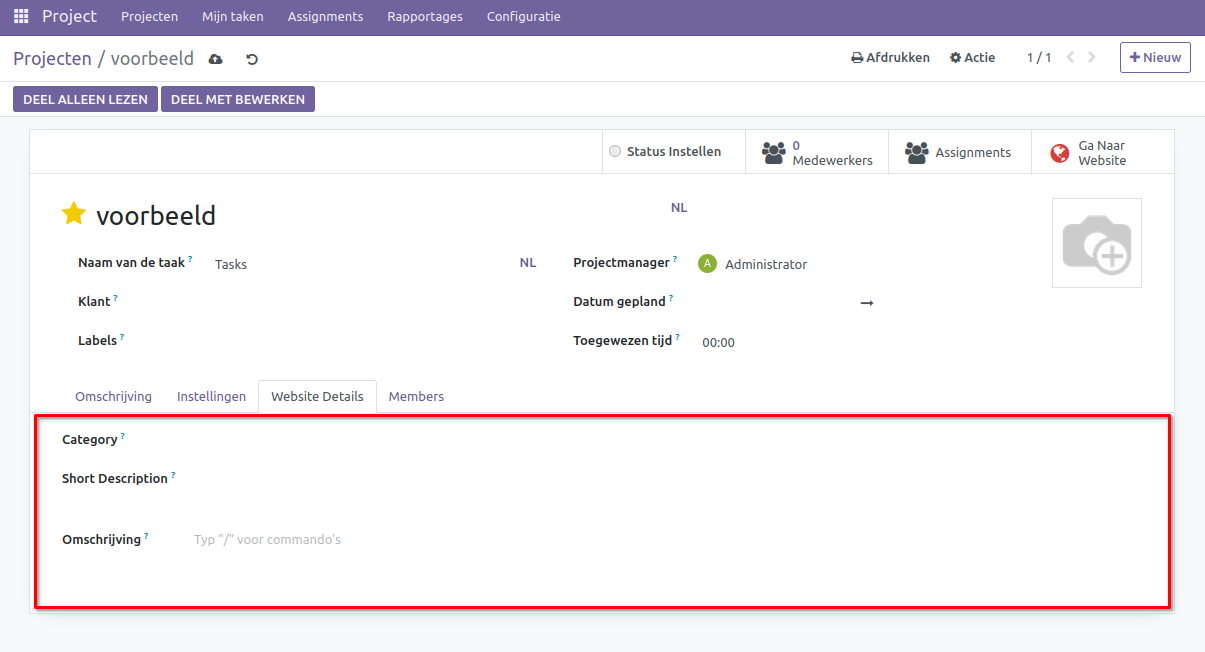 Project Projecten Mijn taken Assignments Rapportages Configuratie
Projecten / voorbeeld Afdrukken Actie 1 / 1 Nieuw
DEEL ALLEEN LEZEN DEEL MET BEWERKEN
Status Instellen 0 Medewerkers Assignments Ga Naar Website
voorbeeld NL
Naam van de taak ? Tasks NL Projectmanager ? A Administrator
Klant ? Datum gepland ?
Labels ? Toegewezen tijd ? 00:00
Omschrijving Instellingen Website Details Members
Category ?
Short Description ?
Omschrijving ? Typ "/" voor commando's